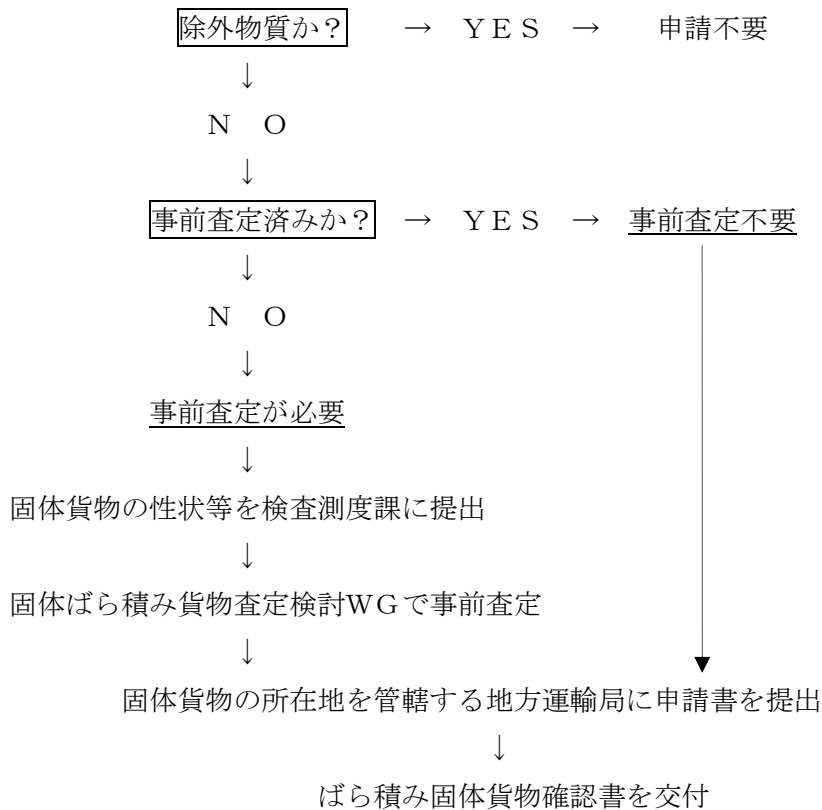 除外物質か？ → ＹＥＳ → 申請不要
↓
Ｎ Ｏ
↓
事前査定済みか？ → ＹＥＳ → 事前査定不要
↓
Ｎ Ｏ
↓
事前査定が必要
↓
固体貨物の性状等を検査測度課に提出
↓
固体ばら積み貨物査定検討WＧで事前査定
↓
固体貨物の所在地を管轄する地方運輸局に申請書を提出
↓
ばら積み固体貨物確認書を交付